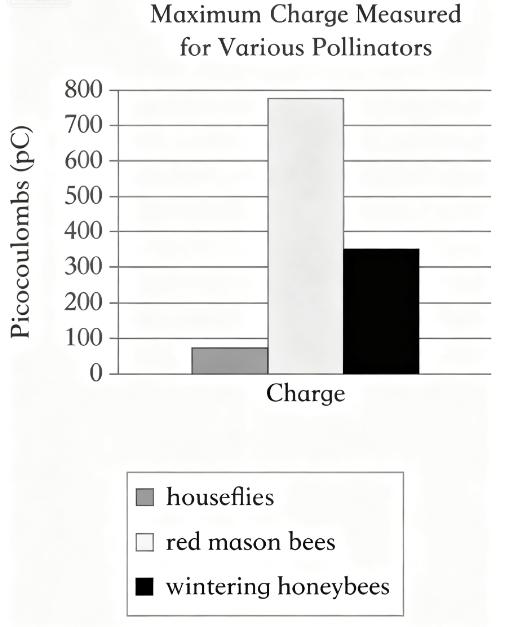 Maximum Charge Measured
for Various Pollinators
Picocoulombs (pC)
800
700
600
500
400
300
200
100
0
Charge
houseflies
red mason bees
wintering honeybees